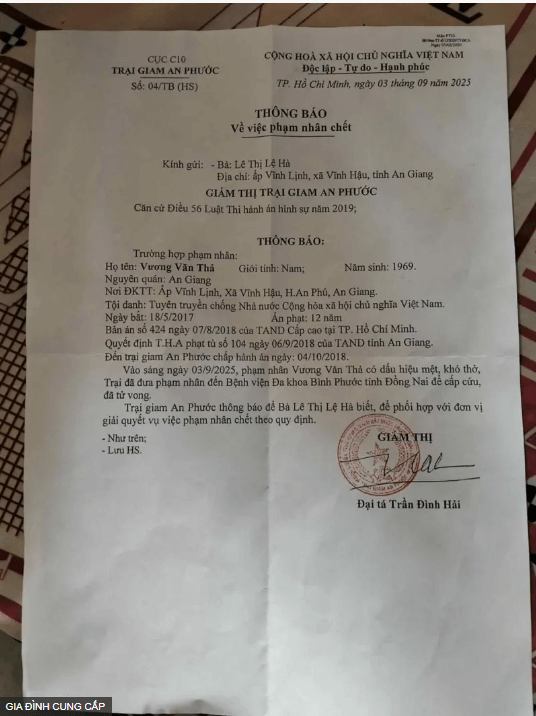 CỤC C10
TRẠI GIAM AN PHƯỚC
Số: 04/TB (HS)
CỘNG HOÀ XÃ HỘI CHỦ NGHĨA VIỆT NAM
Độc lập - Tự do - Hạnh phúc
TP. Hồ Chí Minh, ngày 03 tháng 09 năm 2025
THÔNG BÁO
Về việc phạm nhân chết
Kính gửi: - Bà: Lê Thị Lệ Hà
Địa chỉ: ấp Vĩnh Lịnh, xã Vĩnh Hậu, tỉnh An Giang
GIÁM THỊ TRẠI GIAM AN PHƯỚC
Căn cứ Điều 56 Luật Thi hành án hình sự năm 2019;
THÔNG BÁO:
Trường hợp phạm nhân:
Họ tên: Vương Văn Thả Giới tính: Nam; Năm sinh: 1969.
Nguyên quán: An Giang
Nơi ĐKTT: Ấp Vĩnh Lịnh, Xã Vĩnh Hậu, H.An Phú, An Giang.
Tội danh: Tuyên truyền chống Nhà nước Cộng hòa xã hội chủ nghĩa Việt Nam.
Ngày bắt: 18/5/2017 Án phạt: 12 năm
Bản án số 424 ngày 07/8/2018 của TAND Cấp cao tại TP. Hồ Chí Minh.
Quyết định T.H.A phạt tù số 104 ngày 06/9/2018 của TAND tỉnh An Giang.
Đến trại giam An Phước chấp hành án ngày: 04/10/2018.
Vào sáng ngày 03/9/2025, phạm nhân Vương Văn Thả có dấu hiệu mệt, khó thở,
Trại đã đưa phạm nhân đến Bệnh viện Đa khoa Bình Phước tỉnh Đồng Nai để cấp cứu,
đã tử vong.
Trại giam An Phước thông báo để Bà Lê Thị Lệ Hà biết, để phối hợp với đơn vị
giải quyết vụ việc phạm nhân chết theo quy định.
- Như trên;
- Lưu HS.
GIÁM THỊ
Đại tá Trần Đình Hải
GIA ĐÌNH CUNG CẤP